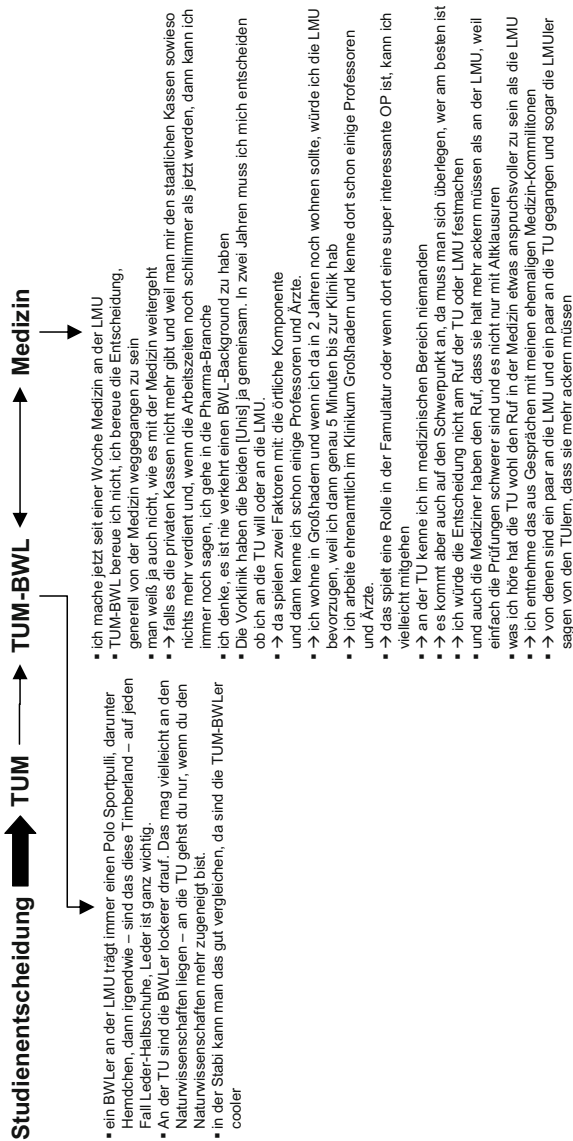 Studienentscheidung → TUM → TUM-BWL ↔ Medizin
▪ ein BWLer an der LMU trägt immer einen Polo Sportpulli, darunter
Hemdchen, dann irgendwie – sind das diese Timberland – auf jeden
Fall Leder-Halbschuhe, Leder ist ganz wichtig.
▪ An der TU sind die BWLer lockerer drauf. Das mag vielleicht an den
Naturwissenschaften liegen – an die TU gehst du nur, wenn du den
Naturwissenschaften mehr zugeneigt bist.
▪ in der Stabi kann man das gut vergleichen, da sind die TUM-BWLer
cooler
▪ ich mache jetzt seit einer Woche Medizin an der LMU
▪ TUM-BWL bereue ich nicht, ich bereue die Entscheidung,
generell von der Medizin weggegangen zu sein
▪ man weiß ja auch nicht, wie es mit der Medizin weitergeht
▪ → falls es die privaten Kassen nicht mehr gibt und weil man mir den staatlichen Kassen sowieso
nichts mehr verdient und, wenn die Arbeitszeiten noch schlimmer als jetzt werden, dann kann ich
immer noch sagen, ich gehe in die Pharma-Branche
▪ ich denke, es ist nie verkehrt einen BWL-Background zu haben
▪ Die Vorklinik haben die beiden [Unis] ja gemeinsam. In zwei Jahren muss ich mich entscheiden
ob ich an die TU will oder an die LMU.
▪ → da spielen zwei Faktoren mit: die örtliche Komponente
und dann kenne ich schon einige Professoren und Ärzte.
▪ → ich wohne in Großhadern und wenn ich da in 2 Jahren noch wohnen sollte, würde ich die LMU
bevorzugen, weil ich dann genau 5 Minuten bis zur Klinik hab
▪ → ich arbeite ehrenamtlich im Klinikum Großhadern und kenne dort schon einige Professoren
und Ärzte.
▪ → das spielt eine Rolle in der Famulatur oder wenn dort eine super interessante OP ist, kann ich
vielleicht mitgehen
▪ an der TU kenne ich im medizinischen Bereich niemanden
▪ → es kommt aber auch auf den Schwerpunkt an, da muss man sich überlegen, wer am besten ist
▪ → ich würde die Entscheidung nicht am Ruf der TU oder LMU festmachen
▪ und auch die Mediziner haben den Ruf, dass sie halt mehr ackern müssen als an der LMU, weil
einfach die Prüfungen schwerer sind und es nicht nur mit Altklausuren
▪ was ich höre hat die TU wohl den Ruf in der Medizin etwas anspruchsvoller zu sein als die LMU
▪ → ich entnehme das aus Gesprächen mit meinen ehemaligen Medizin-Kommilitonen
▪ → von denen sind ein paar an die LMU und ein paar an die TU gegangen und sogar die LMUler
sagen von den TUlern, dass sie mehr ackern müssen